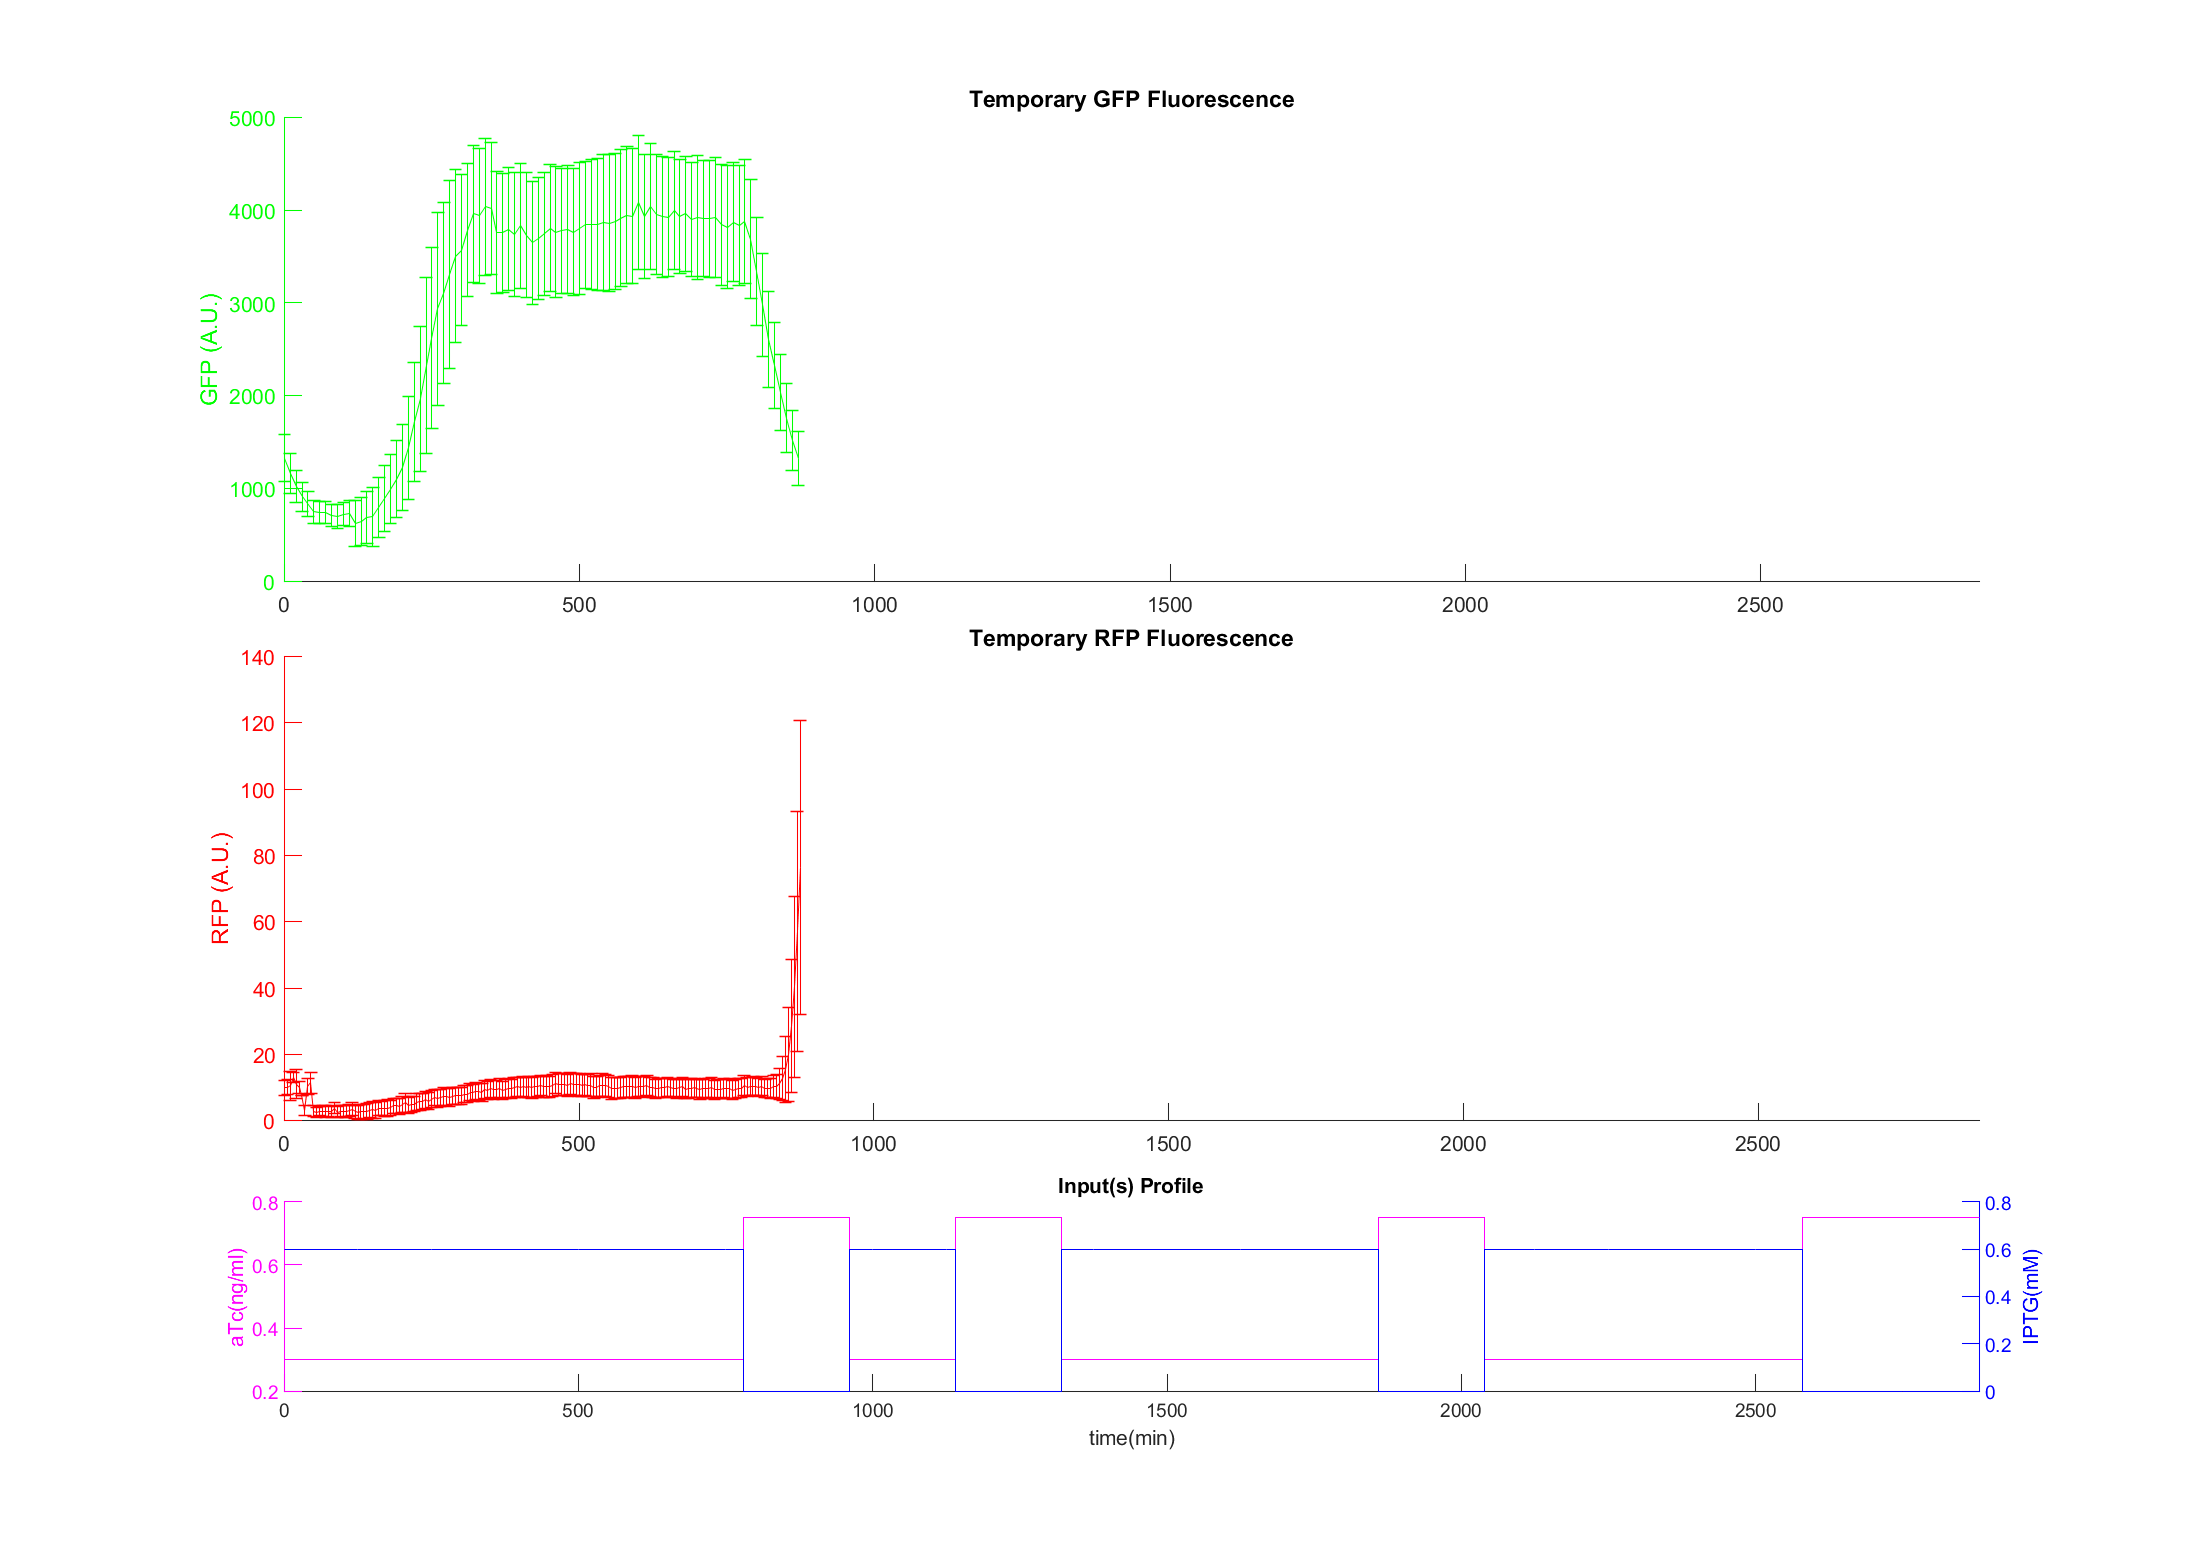 Temporary GFP Fluorescence
5000
4000
3000
2000
1000
0
GFP (A.U.)
0 500 1000 1500 2000 2500
Temporary RFP Fluorescence
140
120
100
80
60
40
20
0
RFP (A.U.)
0 500 1000 1500 2000 2500
Input(s) Profile
0.8
0.6
0.4
0.2
aTc(ng/ml)
0.8
0.6
0.4
0.2
0
IPTG(mM)
0 500 1000 1500 2000 2500
time(min)